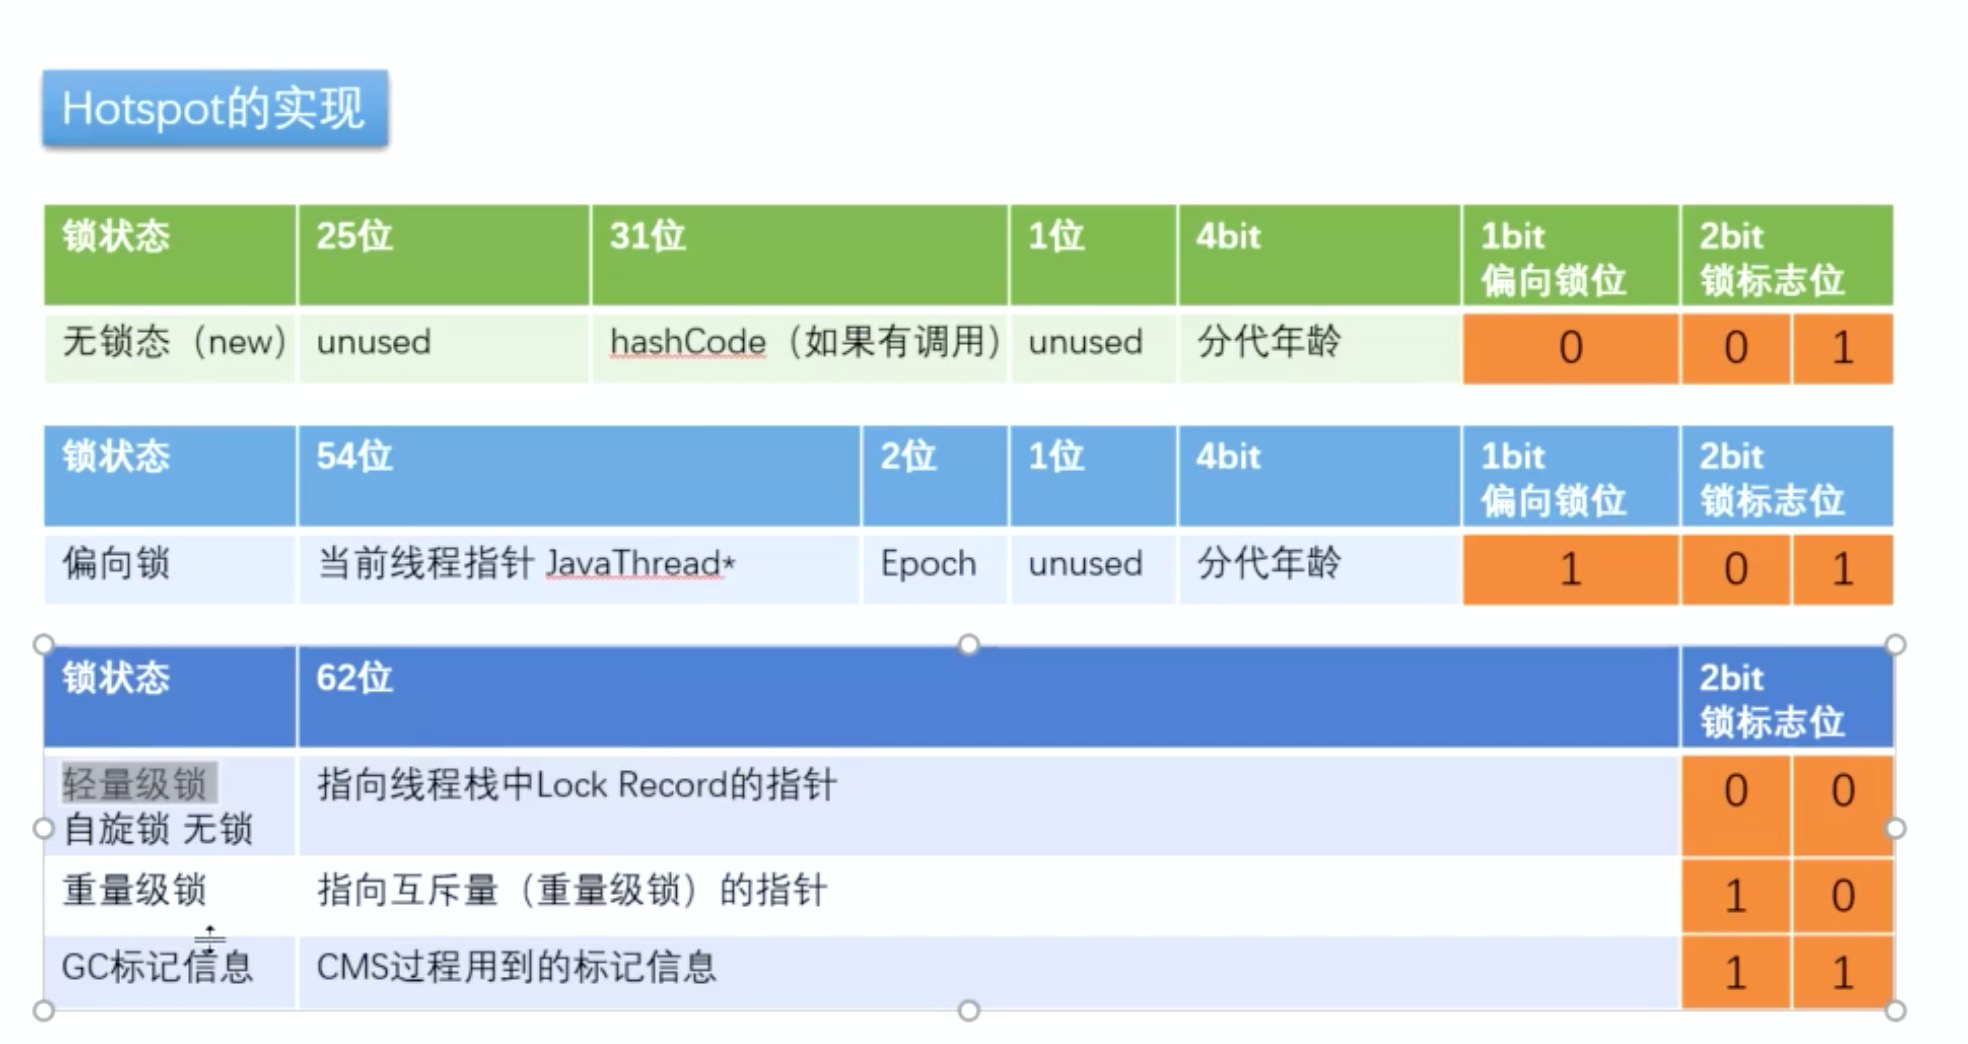 Hotspot的实现
锁状态 25位 31位 1位 4bit 1bit 2bit
偏向锁位 锁标志位
无锁态（new） unused hashCode（如果有调用） unused 分代年龄 0 0 1
锁状态 54位 2位 1位 4bit 1bit 2bit
偏向锁位 锁标志位
偏向锁 当前线程指针 JavaThread* Epoch unused 分代年龄 1 0 1
锁状态 62位 2bit
锁标志位
轻量级锁 指向线程栈中Lock Record的指针 0 0
自旋锁 无锁
重量级锁 指向互斥量（重量级锁）的指针 1 0
GC标记信息 CMS过程用到的标记信息 1 1